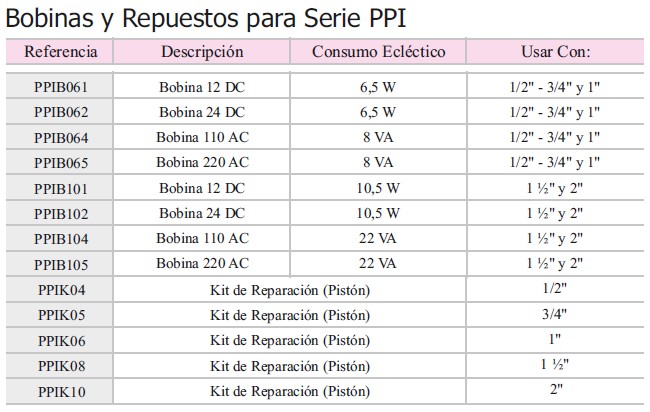 Bobinas y Repuestos para Serie PPI
Referencia Descripción Consumo Ecléctico Usar Con:
PPIB061 Bobina 12 DC 6,5 W 1/2" - 3/4" y 1"
PPIB062 Bobina 24 DC 6,5 W 1/2" - 3/4" y 1"
PPIB064 Bobina 110 AC 8 VA 1/2" - 3/4" y 1"
PPIB065 Bobina 220 AC 8 VA 1/2" - 3/4" y 1"
PPIB101 Bobina 12 DC 10,5 W 1 ½" y 2"
PPIB102 Bobina 24 DC 10,5 W 1 ½" y 2"
PPIB104 Bobina 110 AC 22 VA 1 ½" y 2"
PPIB105 Bobina 220 AC 22 VA 1 ½" y 2"
PPIK04 Kit de Reparación (Pistón) 1/2"
PPIK05 Kit de Reparación (Pistón) 3/4"
PPIK06 Kit de Reparación (Pistón) 1"
PPIK08 Kit de Reparación (Pistón) 1 ½"
PPIK10 Kit de Reparación (Pistón) 2"